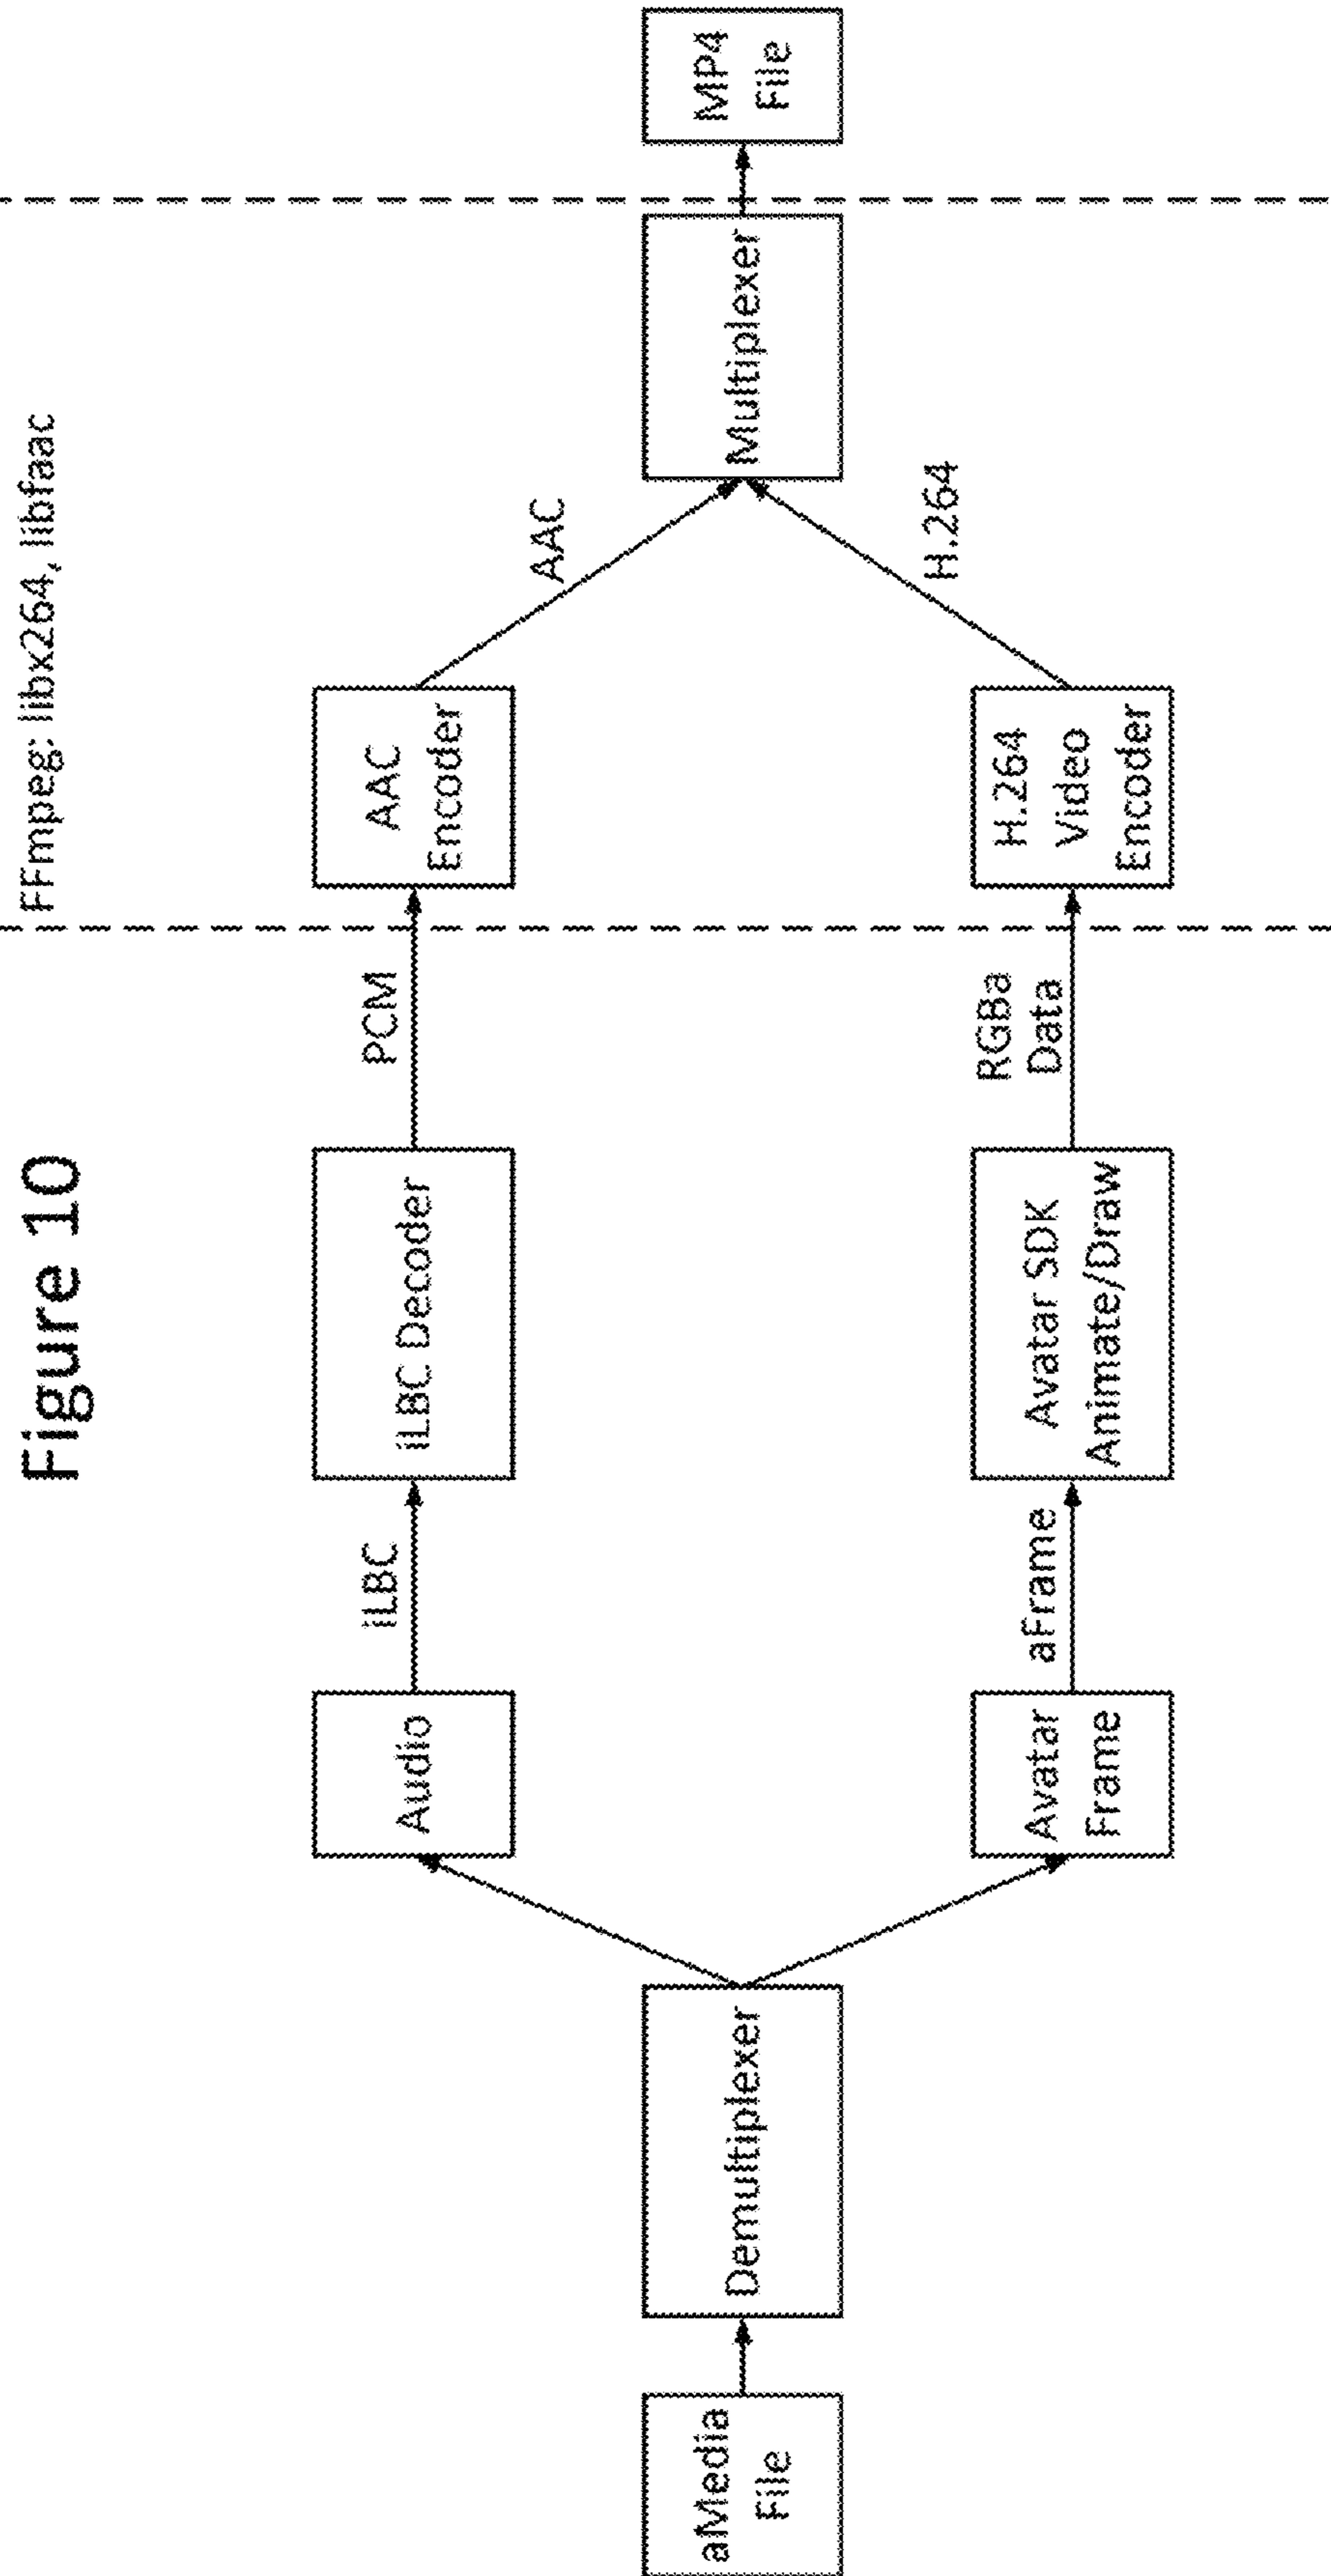 Figure 10
FFmpeg: libx264, libfaac
aMedia
File
Demultiplexer
Audio
iLBC
iLBC Decoder
PCM
AAC
Encoder
AAC
Avatar
Frame
aFrame
Avatar SDK
Animate/Draw
RGBa
Data
H.264
Video
Encoder
H.264
Multiplexer
MP4
File